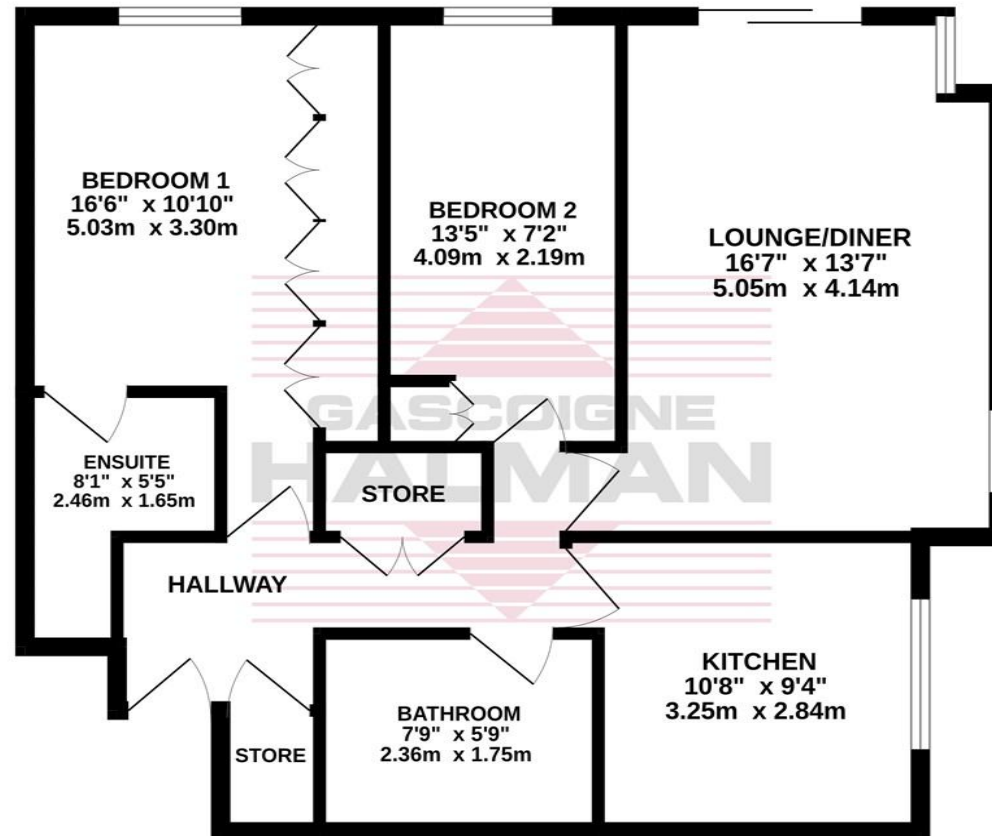 BEDROOM 1
16'6" x 10'10"
5.03m x 3.30m
BEDROOM 2
13'5" x 7'2"
4.09m x 2.19m
LOUNGE/DINER
16'7" x 13'7"
5.05m x 4.14m
GASCOIGNE
HALMAN
ENSUITE
8'1" x 5'5"
2.46m x 1.65m
STORE
HALLWAY
KITCHEN
10'8" x 9'4"
3.25m x 2.84m
BATHROOM
7'9" x 5'9"
2.36m x 1.75m
STORE